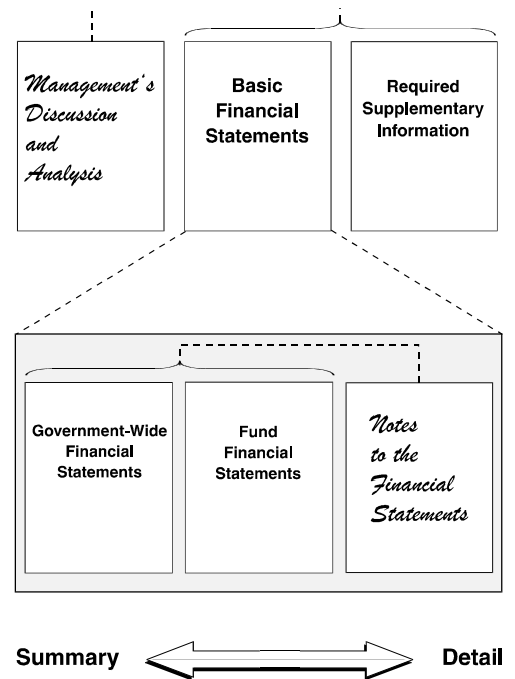 Management's
Discussion
and
Analysis
Basic
Financial
Statements
Required
Supplementary
Information
Government-Wide
Financial
Statements
Fund
Financial
Statements
Notes
to the
Financial
Statements
Summary
Detail